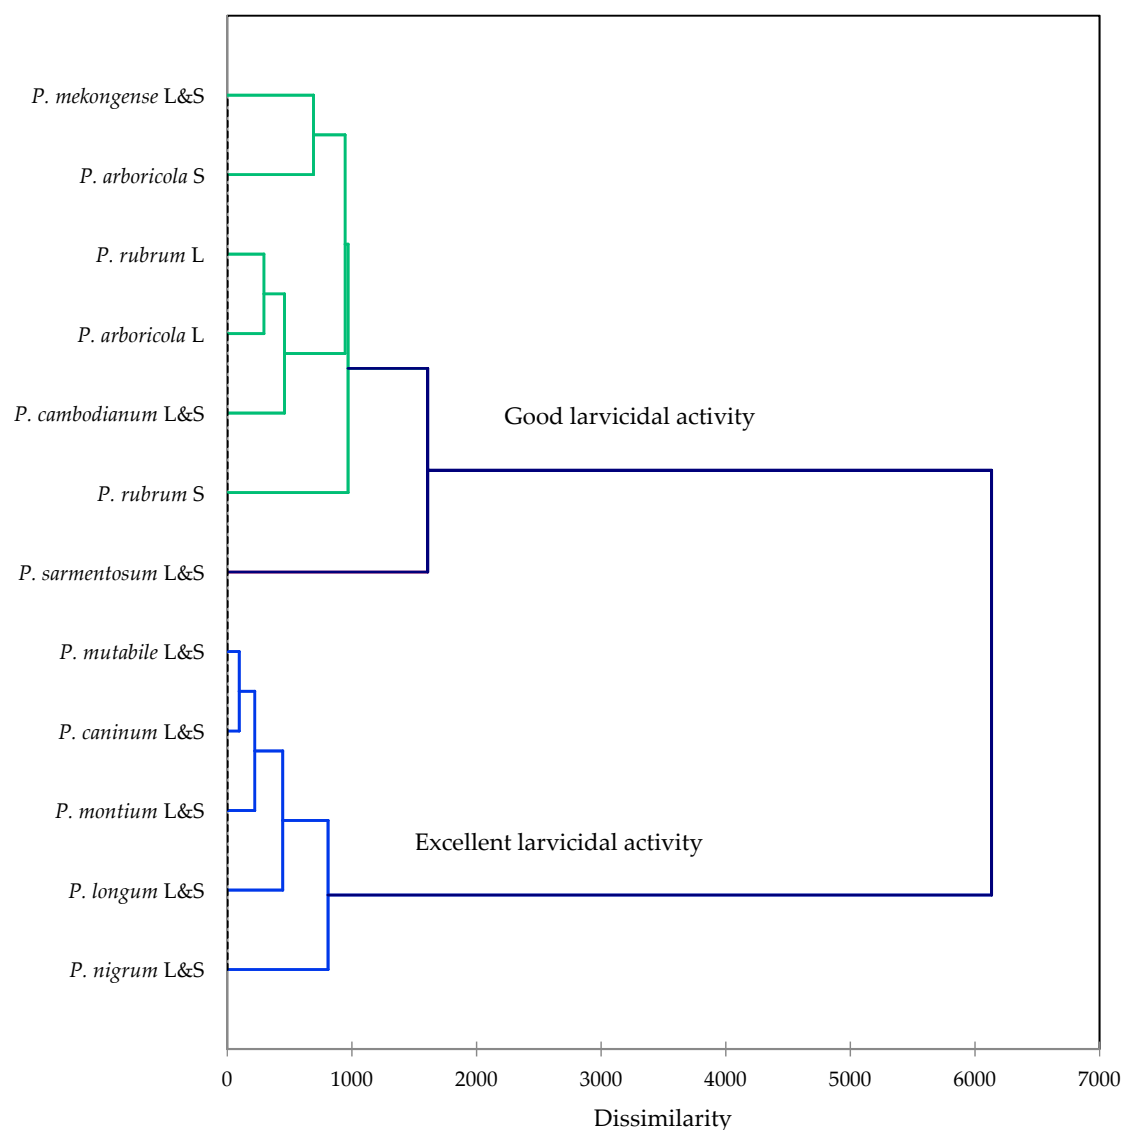 P. mekongense L&S
P. arboricola S
P. rubrum L
P. arboricola L
P. cambodianum L&S
Good larvicidal activity
P. rubrum S
P. sarmentosum L&S
P. mutabile L&S
P. caninum L&S
P. montium L&S
Excellent larvicidal activity
P. longum L&S
P. nigrum L&S
0 1000 2000 3000 4000 5000 6000 7000
Dissimilarity